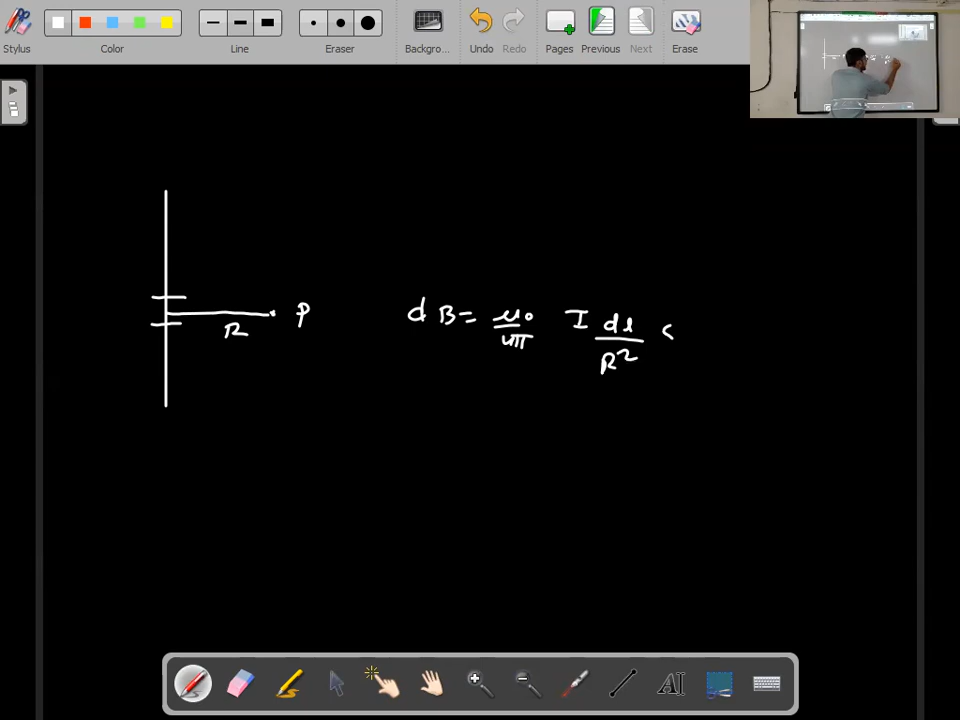 Stylus
Color
Line
Eraser
Backgro...
Undo
Redo
Pages
Previous
Next
Erase
P
R
dB = μ₀/4π I dl/R²